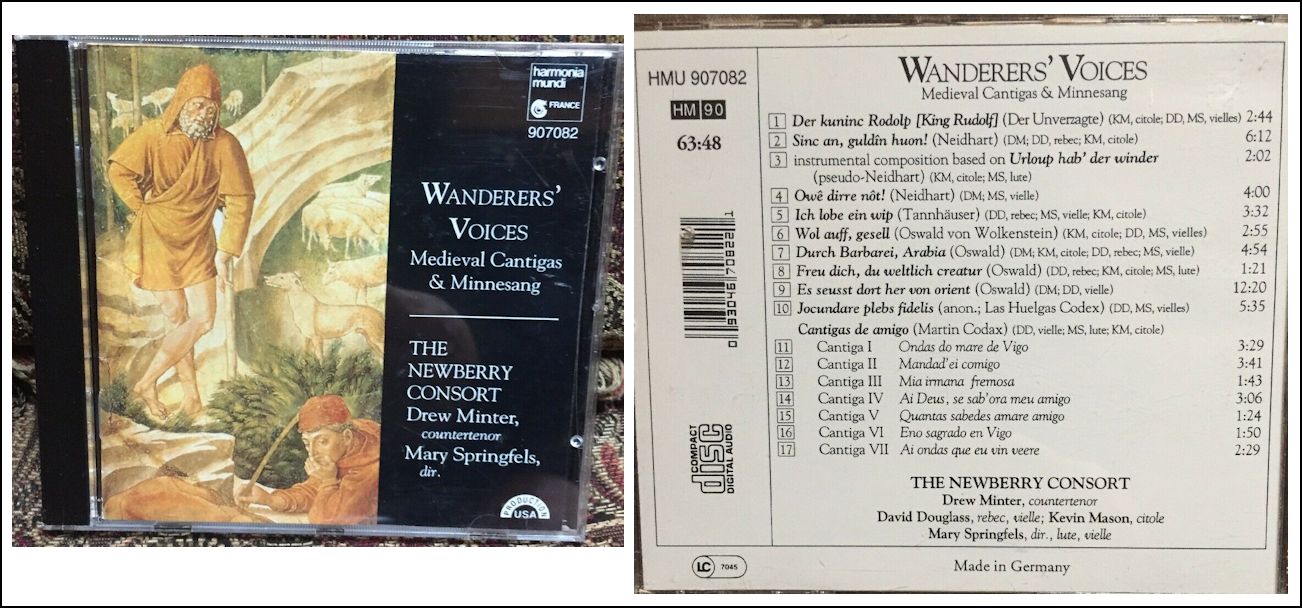 harmonia
mundi
FRANCE
907082
WANDERERS'
VOICES
Medieval Cantigas
& Minnesang
THE
NEWBERRY
CONSORT
Drew Minter,
countertenor
Mary Springfels,
dir.
PRODUCTION
USA
HMU 907082
HM 90
63:48
0 93046 70822 1
COMPACT
disc
DIGITAL AUDIO
WANDERERS' VOICES
Medieval Cantigas & Minnesang
1 Der kuninc Rodolp [King Rudolf] (Der Unverzagte) (KM, citole; DD, MS, vielles) 2:44
2 Sinc an, guldîn huon! (Neidhart) (DM; DD, rebec; KM, citole) 6:12
3 instrumental composition based on Urloup hab' der winder 2:02
(pseudo-Neidhart) (KM, citole; MS, lute)
4 Owê dirre nôt! (Neidhart) (DM; MS, vielle) 4:00
5 Ich lobe ein wip (Tannhäuser) (DD, rebec; MS, vielle; KM, citole) 3:32
6 Wol auff, gesell (Oswald von Wolkenstein) (KM, citole; DD, MS, vielles) 2:55
7 Durch Barbarei, Arabia (Oswald) (DM; KM, citole; DD, rebec; MS, vielle) 4:54
8 Freu dich, du weltlich creatur (Oswald) (DD, rebec; KM, citole; MS, lute) 1:21
9 Es seusst dort her von orient (Oswald) (DM; DD, vielle) 12:20
10 Jocundare plebs fidelis (anon.; Las Huelgas Codex) (DD, MS, vielles) 5:35
Cantigas de amigo (Martin Codax) (DD, vielle; MS, lute; KM, citole)
11 Cantiga I Ondas do mare de Vigo 3:29
12 Cantiga II Mandad'ei comigo 3:41
13 Cantiga III Mia irmana fremosa 1:43
14 Cantiga IV Ai Deus, se sab'ora meu amigo 3:06
15 Cantiga V Quantas sabedes amare amigo 1:24
16 Cantiga VI Eno sagrado en Vigo 1:50
17 Cantiga VII Ai ondas que eu vin veere 2:29
THE NEWBERRY CONSORT
Drew Minter, countertenor
David Douglass, rebec, vielle; Kevin Mason, citole
Mary Springfels, dir., lute, vielle
LC 7045
Made in Germany